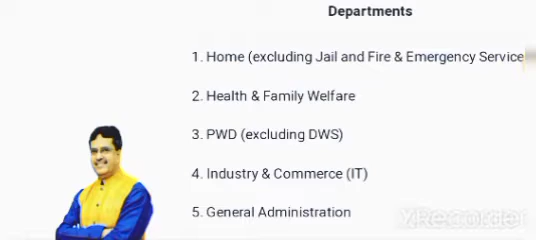 Departments
1. Home (excluding Jail and Fire & Emergency Service
2. Health & Family Welfare
3. PWD (excluding DWS)
4. Industry & Commerce (IT)
5. General Administration
XRecorder